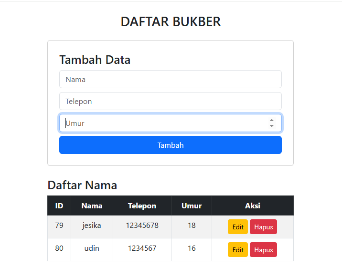 DAFTAR BUKBER
Tambah Data
Nama
Telepon
Umur
Tambah
Daftar Nama
ID Nama Telepon Umur Aksi
79 jesika 12345678 18 Edit Hapus
80 udin 1234567 16 Edit Hapus